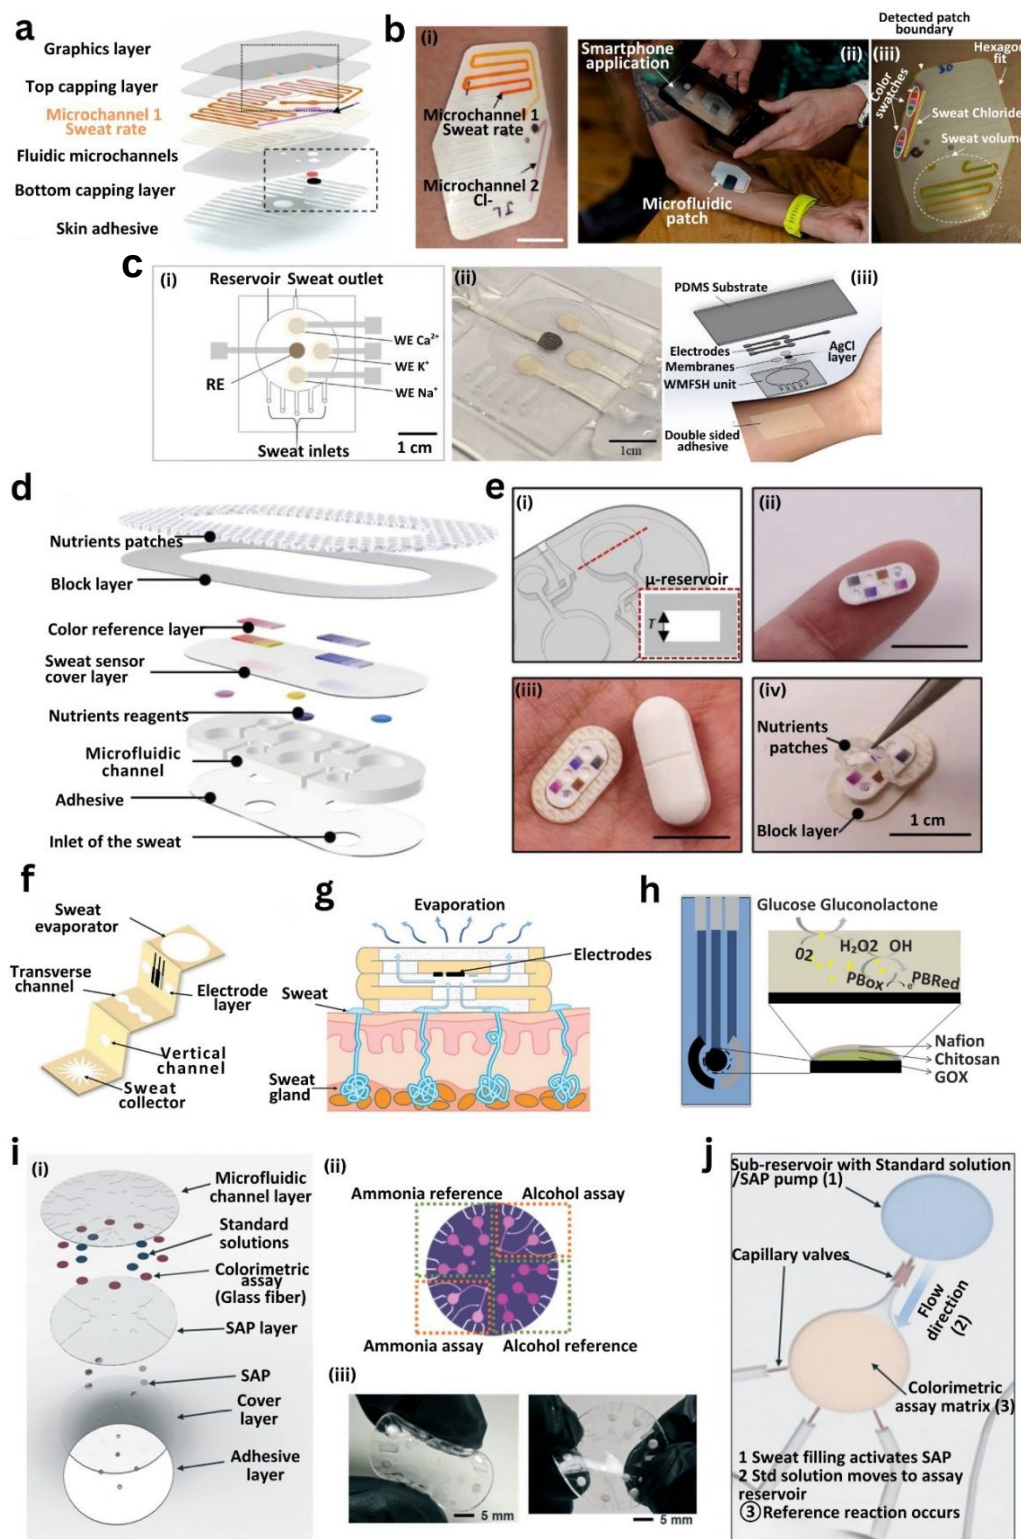 a
Graphics layer
Top capping layer
Microchannel 1
Sweat rate
Fluidic microchannels
Bottom capping layer
Skin adhesive
b
(i)
Microchannel 1
Sweat rate
Microchannel 2
Cl-
(ii)
Smartphone
application
Microfluidic
patch
Detected patch
boundary
(iii)
Hexagon
fit
Color
swatches
Sweat Chloride
Sweat volume
c
(i)
Reservoir
Sweat outlet
WE Ca²⁺
WE K⁺
WE Na⁺
RE
Sweat inlets
1 cm
(ii)
1cm
(iii)
PDMS Substrate
Electrodes
AgCl
layer
Membranes
WMFSH unit
Double sided
adhesive
d
Nutrients patches
Block layer
Color reference layer
Sweat sensor
cover layer
Nutrients reagents
Microfluidic
channel
Adhesive
Inlet of the sweat
e
(i)
μ-reservoir
T
(ii)
(iii)
(iv)
Nutrients
patches
Block layer
1 cm
f
Sweat
evaporator
Transverse
channel
Electrode
layer
Vertical
channel
Sweat
collector
g
Evaporation
Electrodes
Sweat
Sweat
gland
h
Glucose Gluconolactone
02
H₂O2
OH
PBox
e
PBRed
Nafion
Chitosan
GOX
i
(i)
Microfluidic
channel layer
Standard
solutions
Colorimetric
assay
(Glass fiber)
SAP layer
SAP
Cover
layer
Adhesive
layer
(ii)
Ammonia reference
Alcohol assay
Ammonia assay
Alcohol reference
(iii)
5 mm
5 mm
j
Sub-reservoir with Standard solution
/SAP pump (1)
Capillary valves
Flow
direction
(2)
Colorimetric
assay matrix (3)
1 Sweat filling activates SAP
2 Std solution moves to assay
reservoir
③ Reference reaction occurs